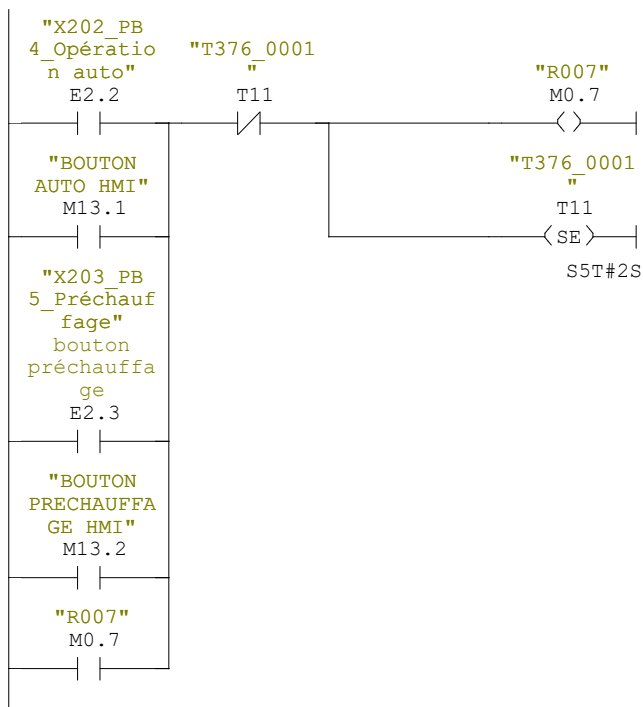 "X202_PB
4_Opératio
n auto"
E2.2
"T376_0001
"
T11
"R007"
M0.7
"BOUTON
AUTO HMI"
M13.1
"T376_0001
"
T11
SE
S5T#2S
"X203_PB
5_Préchauf
fage"
bouton
préchauffa
ge
E2.3
"BOUTON
PRECHAUFFA
GE HMI"
M13.2
"R007"
M0.7